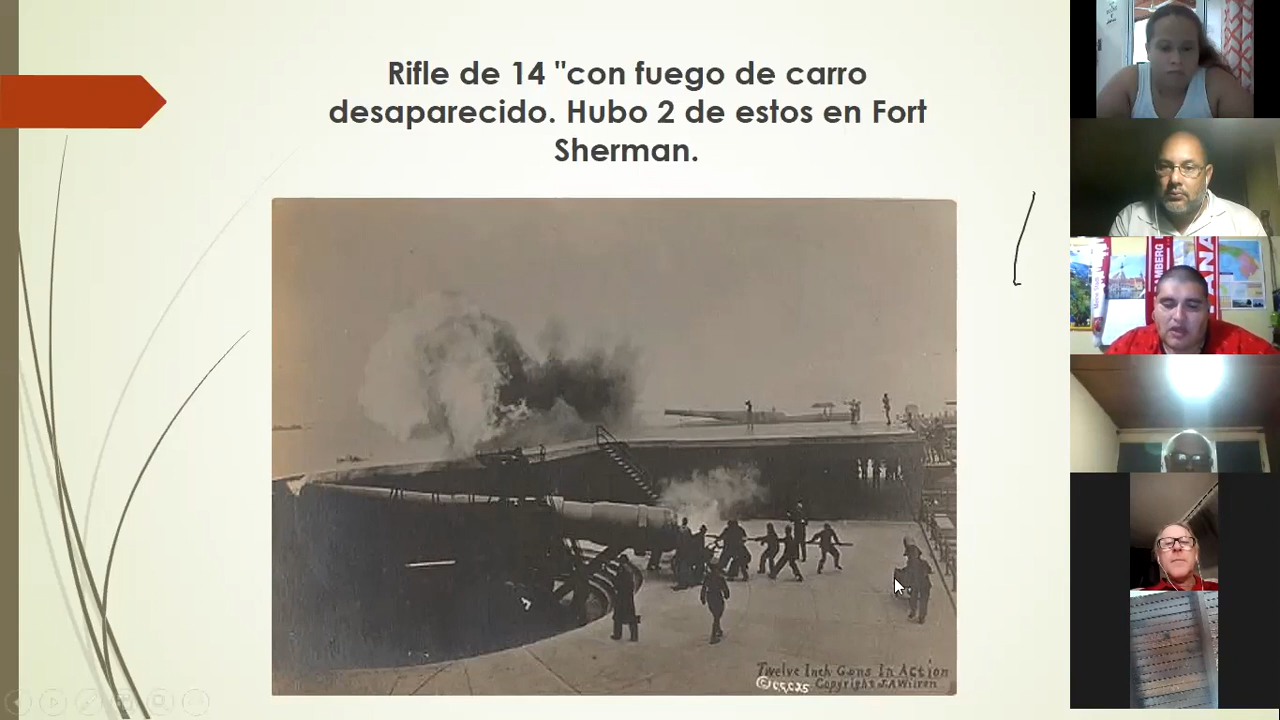 Rifle de 14 "con fuego de carro
desaparecido. Hubo 2 de estos en Fort
Sherman.
Twelve Inch Guns In Action
Copyright J.A.Wilson